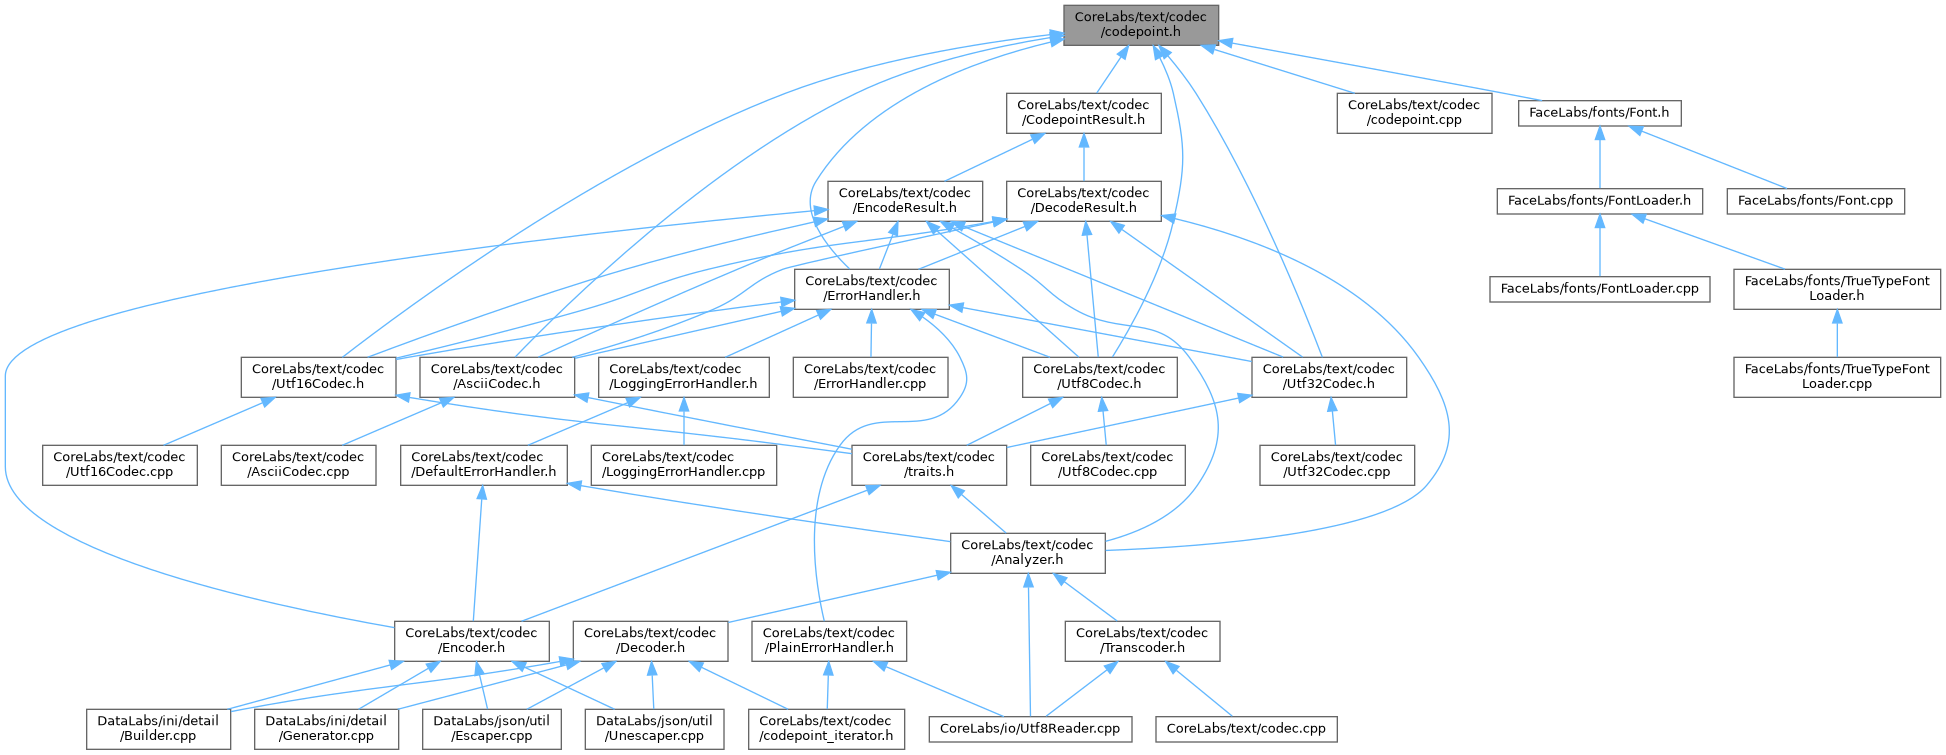 CoreLabs/text/codec
/codepoint.h
CoreLabs/text/codec
/CodepointResult.h
CoreLabs/text/codec
/codepoint.cpp
FaceLabs/fonts/Font.h
CoreLabs/text/codec
/EncodeResult.h
CoreLabs/text/codec
/DecodeResult.h
FaceLabs/fonts/FontLoader.h
FaceLabs/fonts/Font.cpp
CoreLabs/text/codec
/ErrorHandler.h
FaceLabs/fonts/FontLoader.cpp
FaceLabs/fonts/TrueTypeFont
Loader.h
CoreLabs/text/codec
/Utf16Codec.h
CoreLabs/text/codec
/AsciiCodec.h
CoreLabs/text/codec
/LoggingErrorHandler.h
CoreLabs/text/codec
/ErrorHandler.cpp
CoreLabs/text/codec
/Utf8Codec.h
CoreLabs/text/codec
/Utf32Codec.h
FaceLabs/fonts/TrueTypeFont
Loader.cpp
CoreLabs/text/codec
/Utf16Codec.cpp
CoreLabs/text/codec
/AsciiCodec.cpp
CoreLabs/text/codec
/DefaultErrorHandler.h
CoreLabs/text/codec
/LoggingErrorHandler.cpp
CoreLabs/text/codec
/traits.h
CoreLabs/text/codec
/Utf8Codec.cpp
CoreLabs/text/codec
/Utf32Codec.cpp
CoreLabs/text/codec
/Analyzer.h
CoreLabs/text/codec
/Encoder.h
CoreLabs/text/codec
/Decoder.h
CoreLabs/text/codec
/PlainErrorHandler.h
CoreLabs/text/codec
/Transcoder.h
DataLabs/ini/detail
/Builder.cpp
DataLabs/ini/detail
/Generator.cpp
DataLabs/json/util
/Escaper.cpp
DataLabs/json/util
/Unescaper.cpp
CoreLabs/text/codec
/codepoint_iterator.h
CoreLabs/io/Utf8Reader.cpp
CoreLabs/text/codec.cpp